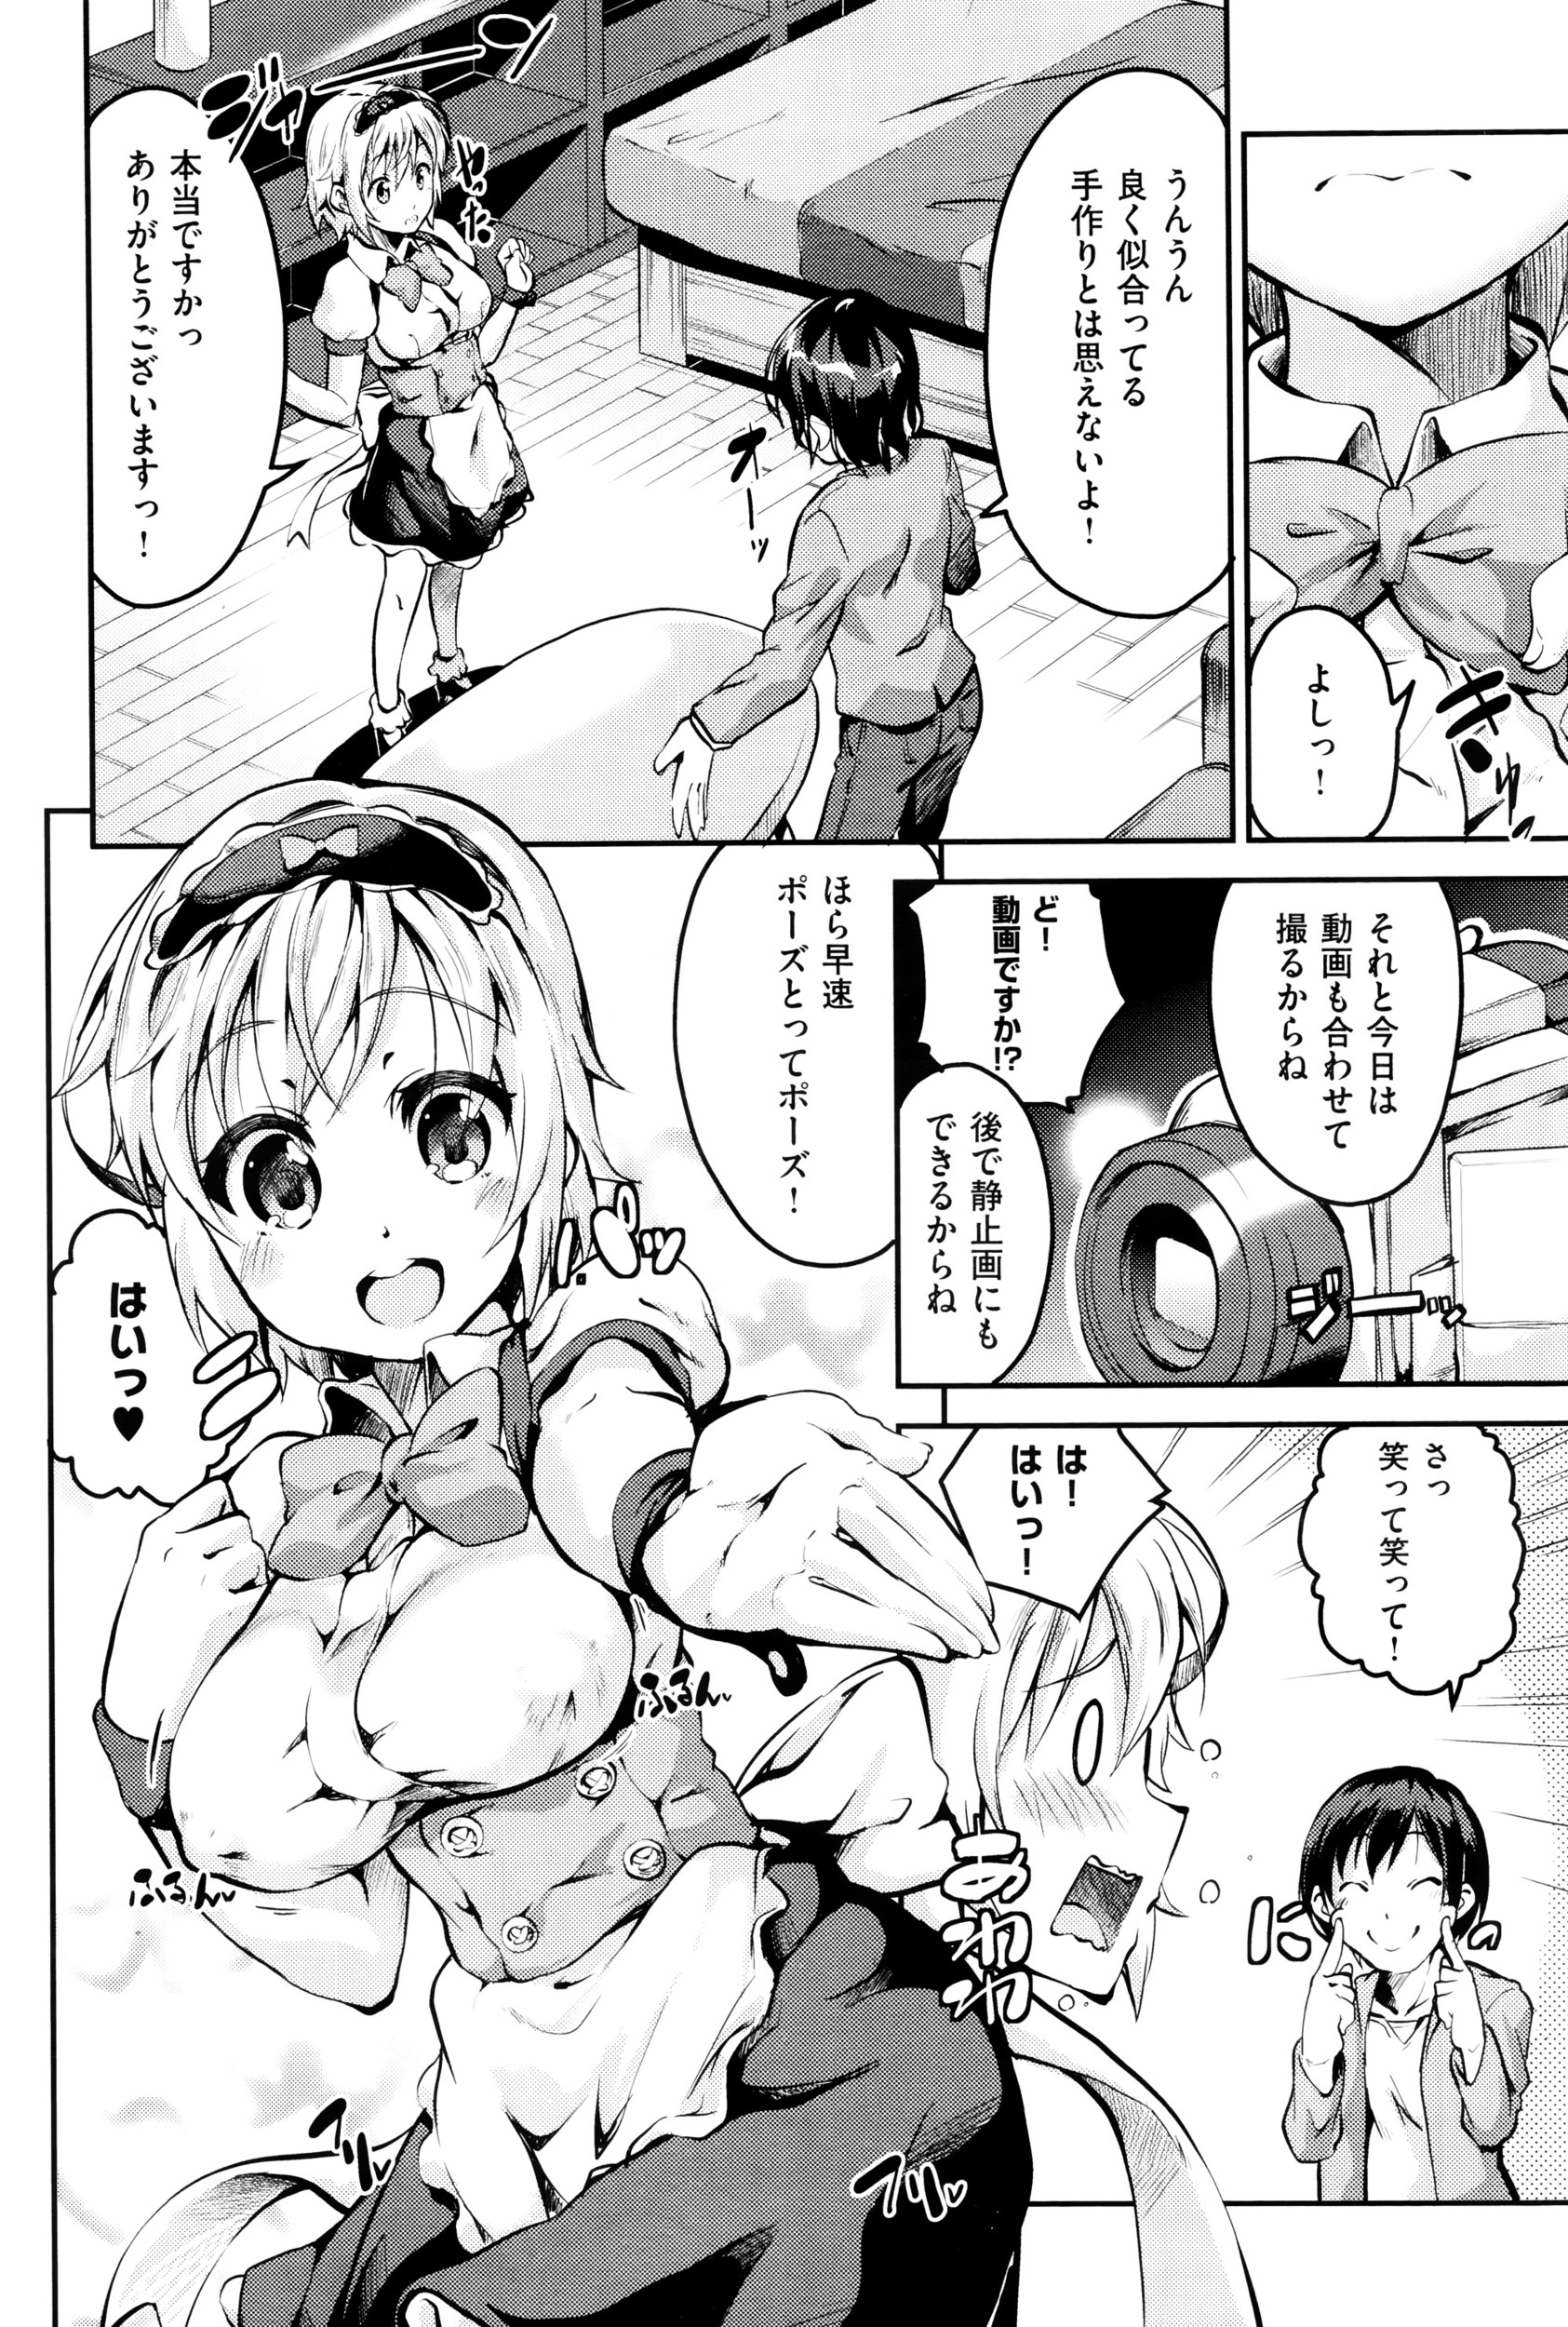 よしっ！
きゅっ
うんうん
良く似合ってる
手作りとは思えないよ！
オーッ
やった
ジャーン
本当ですかっ
ありがとうございますっ！
それと今日は
動画も合わせて
撮るからね
ど！
動画ですか!?
後で静止画にも
できるからね
ジーッ
ほら早速
ポーズとってポーズ！
さっ
笑って笑って！
にこっ
は！
はいっ！
あわわわ
パッ
はいっ♥
ふるん
ふるん
フリ
フリ